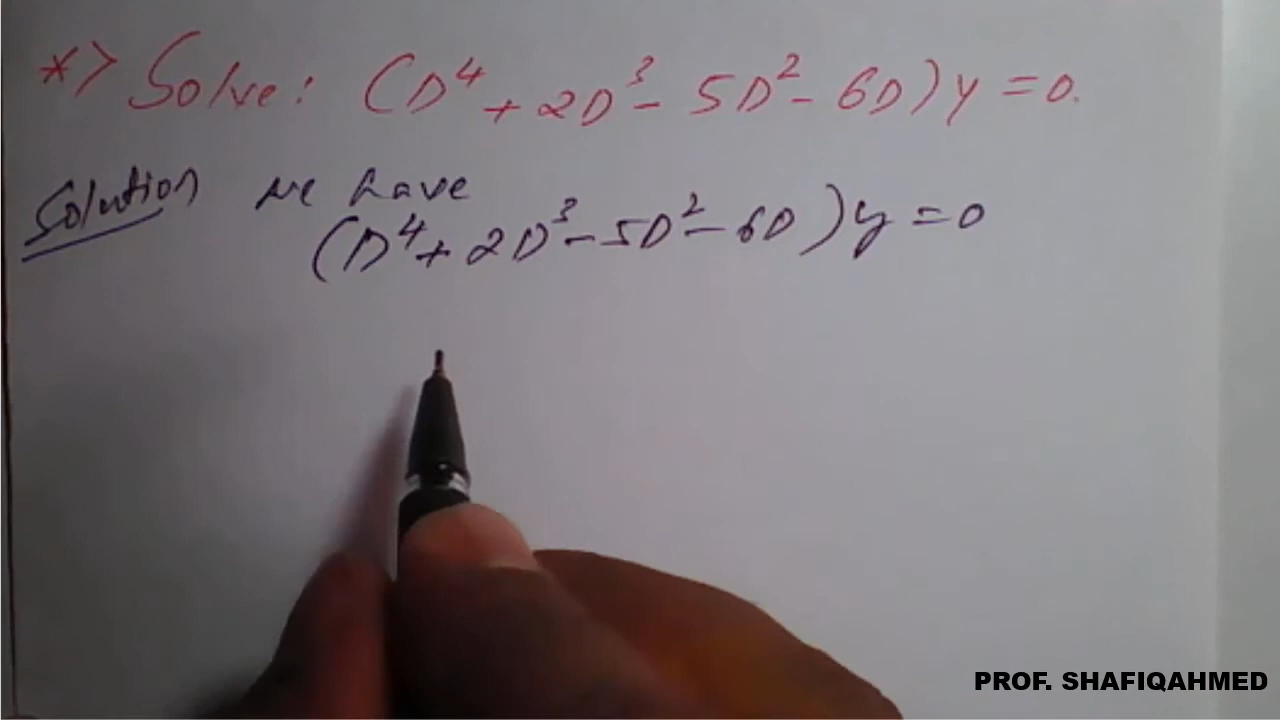 *> Solve: (D⁴ + 2D³ - 5D² - 6D)y = 0.
Solution we have
(D⁴ + 2D³ - 5D² - 6D)y = 0
PROF. SHAFIQAHMED